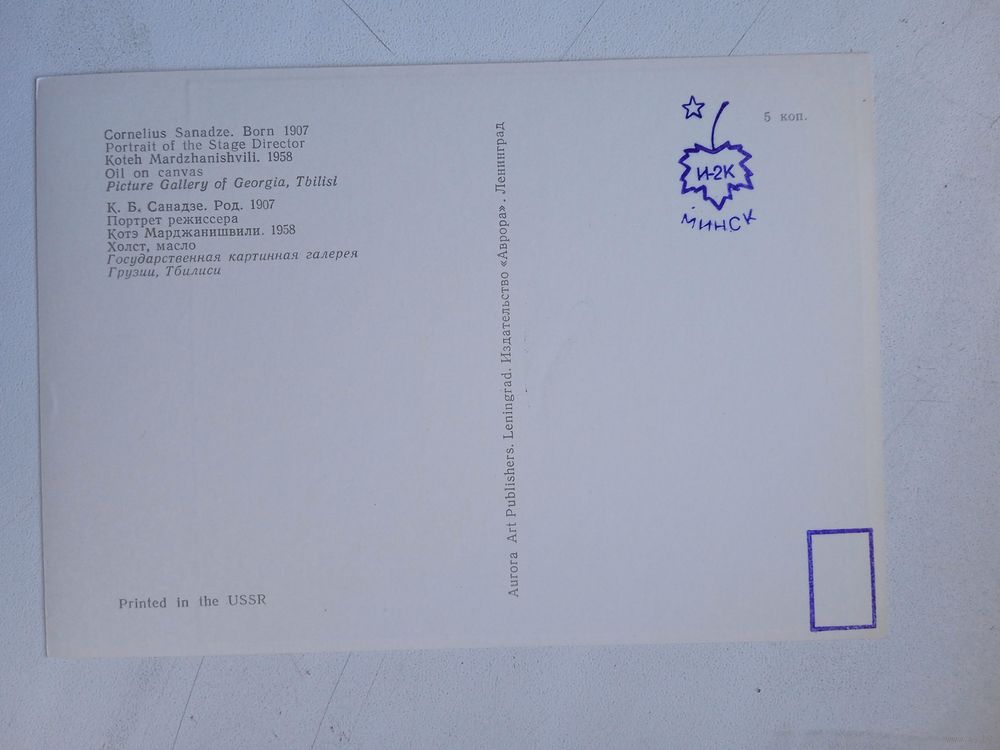 Cornelius Sanadze. Born 1907
Portrait of the Stage Director
Koteh Mardzhanishvili. 1958
Oil on canvas
Picture Gallery of Georgia, Tbilisi
К. Б. Санадзе. Род. 1907
Портрет режиссера
Котэ Марджанишвили. 1958
Холст, масло
Государственная картинная галерея
Грузии, Тбилиси
Printed in the USSR
Aurora Art Publishers. Leningrad. Издательство «Аврора». Ленинград
5 коп.
И-2К
МИНСК